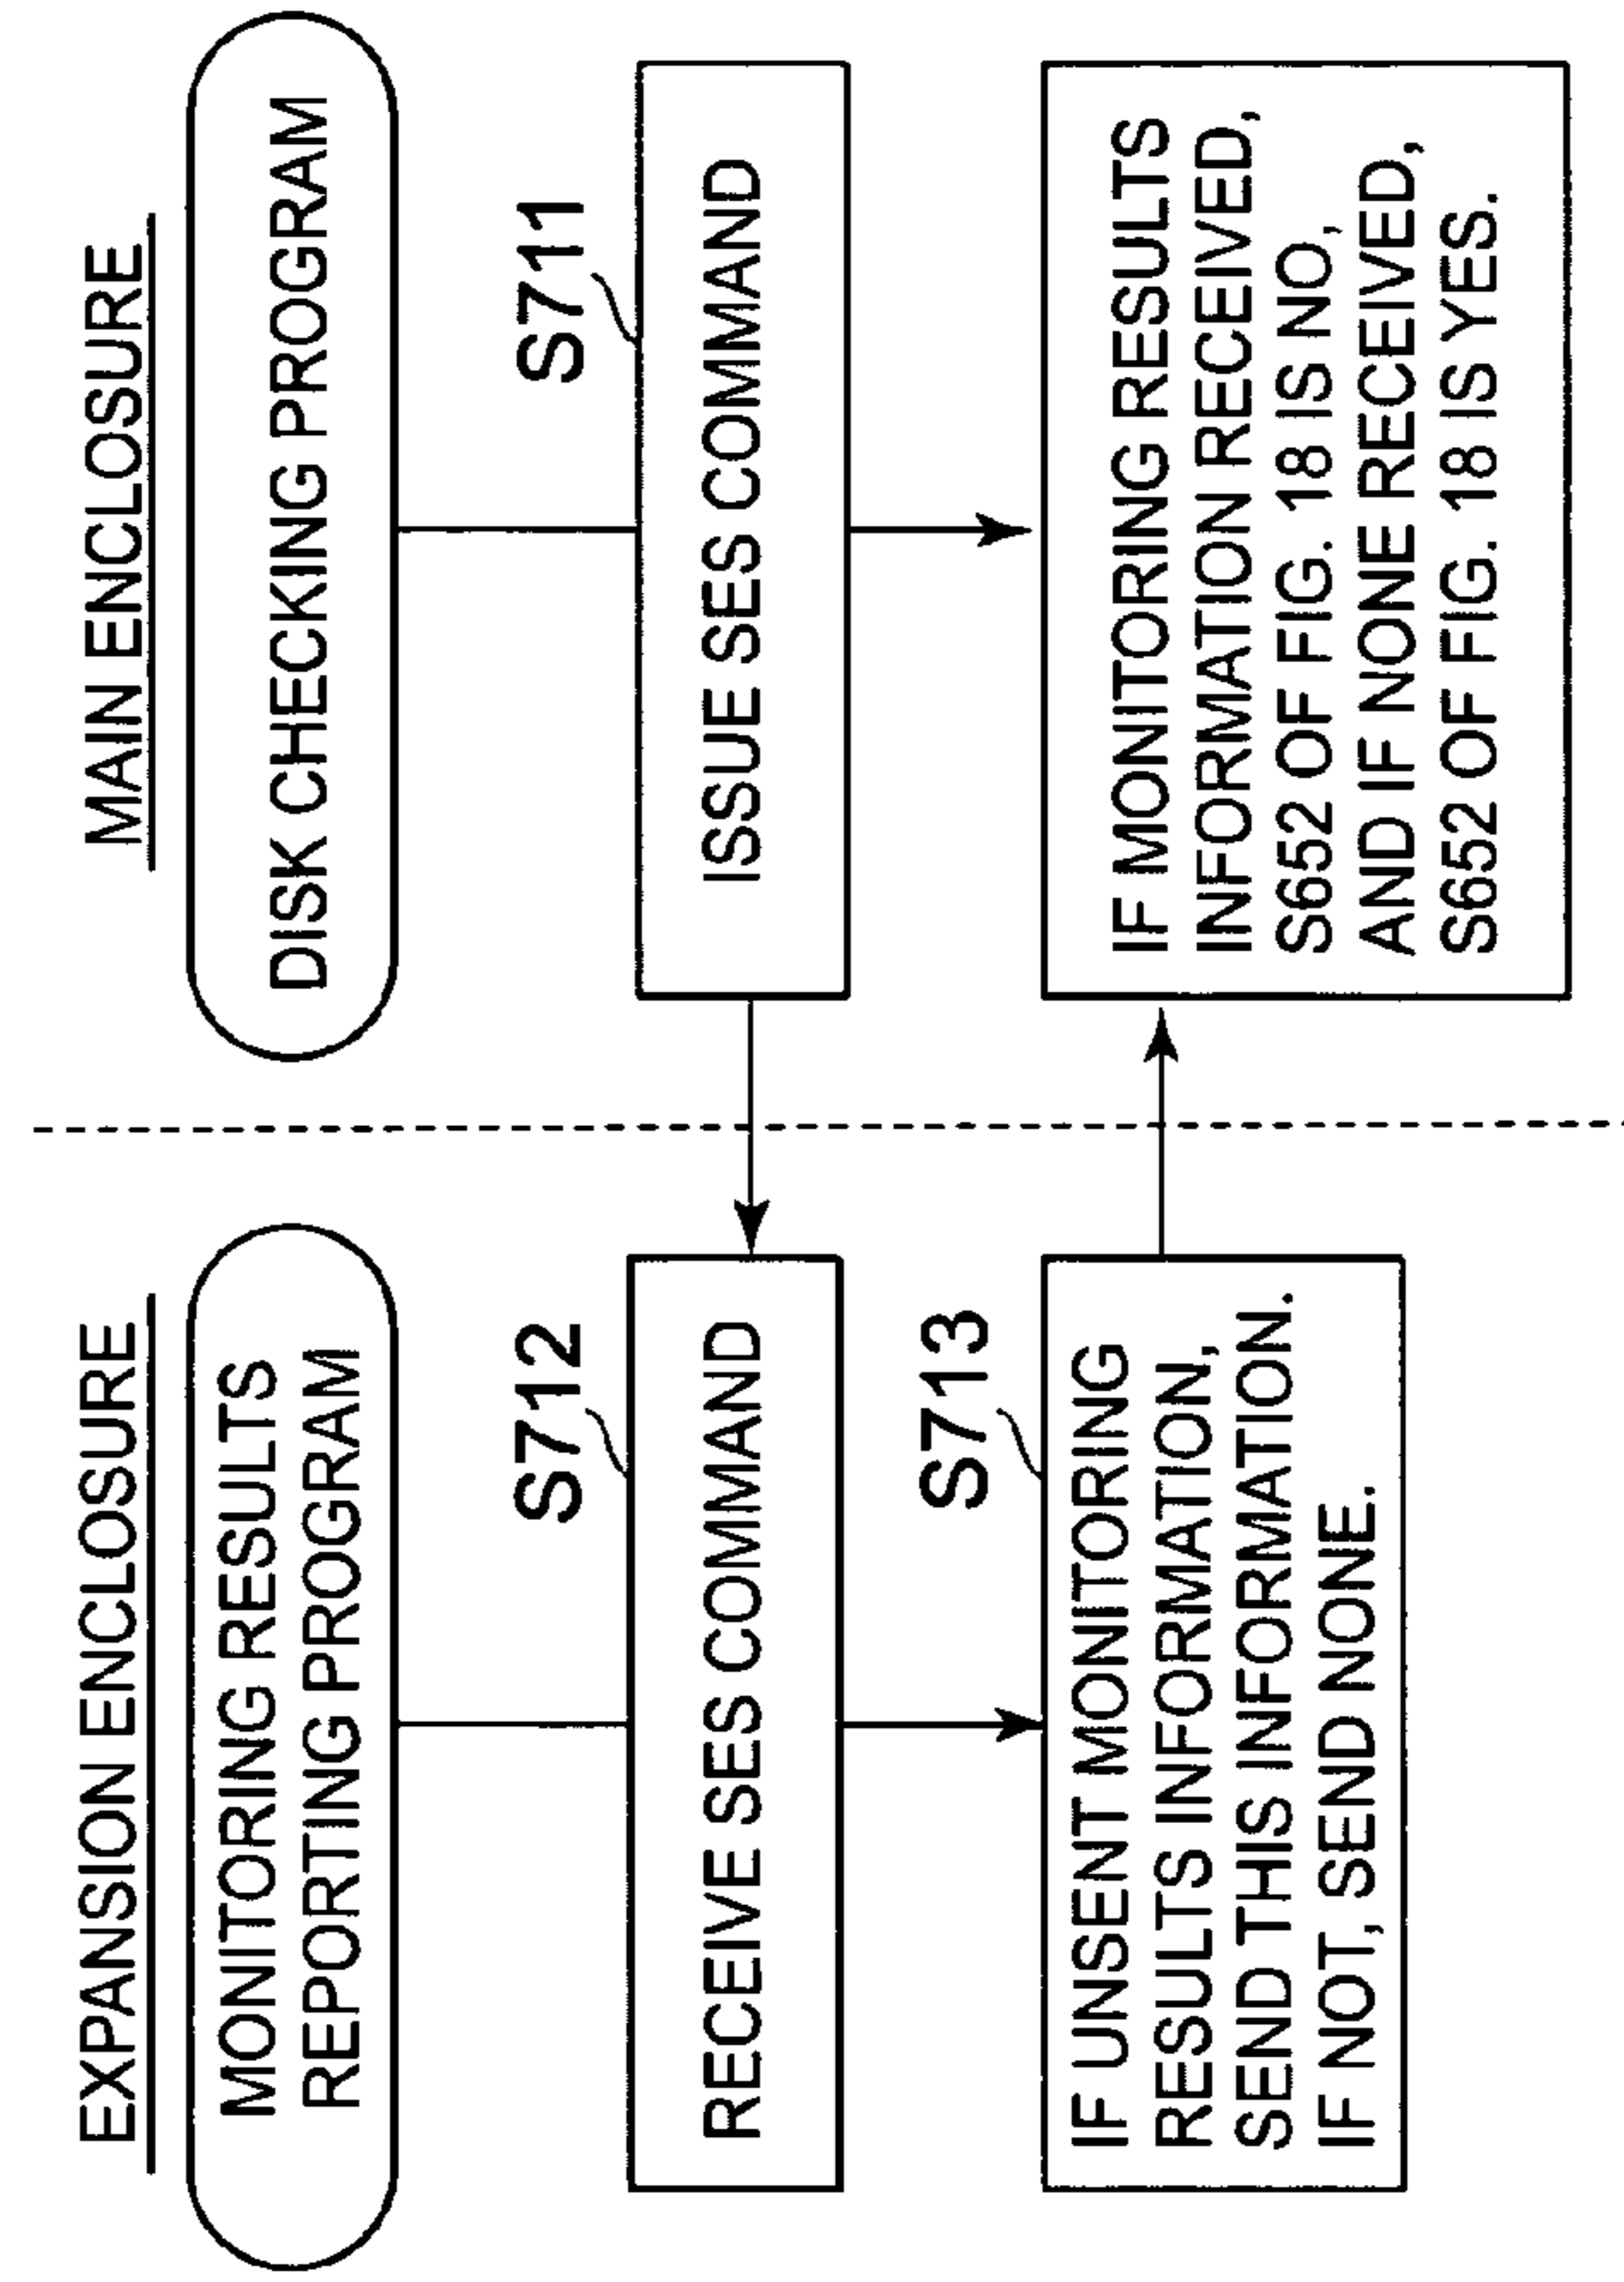 EXPANSION ENCLOSURE
MONITORING RESULTS
REPORTING PROGRAM
S712
RECEIVE SES COMMAND
S713
IF UNSENT MONITORING
RESULTS INFORMATION,
SEND THIS INFORMATION.
IF NOT, SEND NONE.
MAIN ENCLOSURE
DISK CHECKING PROGRAM
S711
ISSUE SES COMMAND
IF MONITORING RESULTS
INFORMATION RECEIVED,
S652 OF FIG. 18 IS NO,
AND IF NONE RECEIVED,
S652 OF FIG. 18 IS YES.